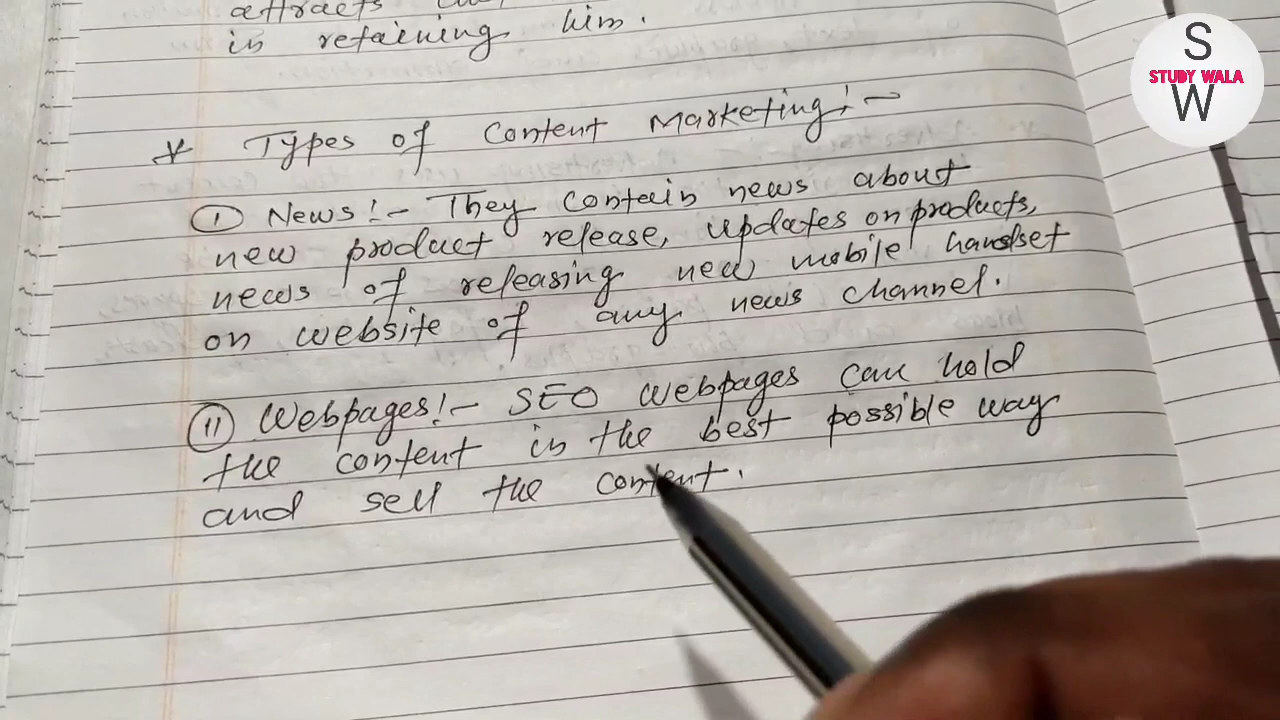 attracts
in retaining him.
* Types of Content Marketing:-
① News:- They contain news about
new product release, updates on products,
news of releasing new mobile handset
on website of any news channel.
⑪ Webpages:- SEO webpages can hold
the content in the best possible way
and sell the content.
S
STUDY WALA
W